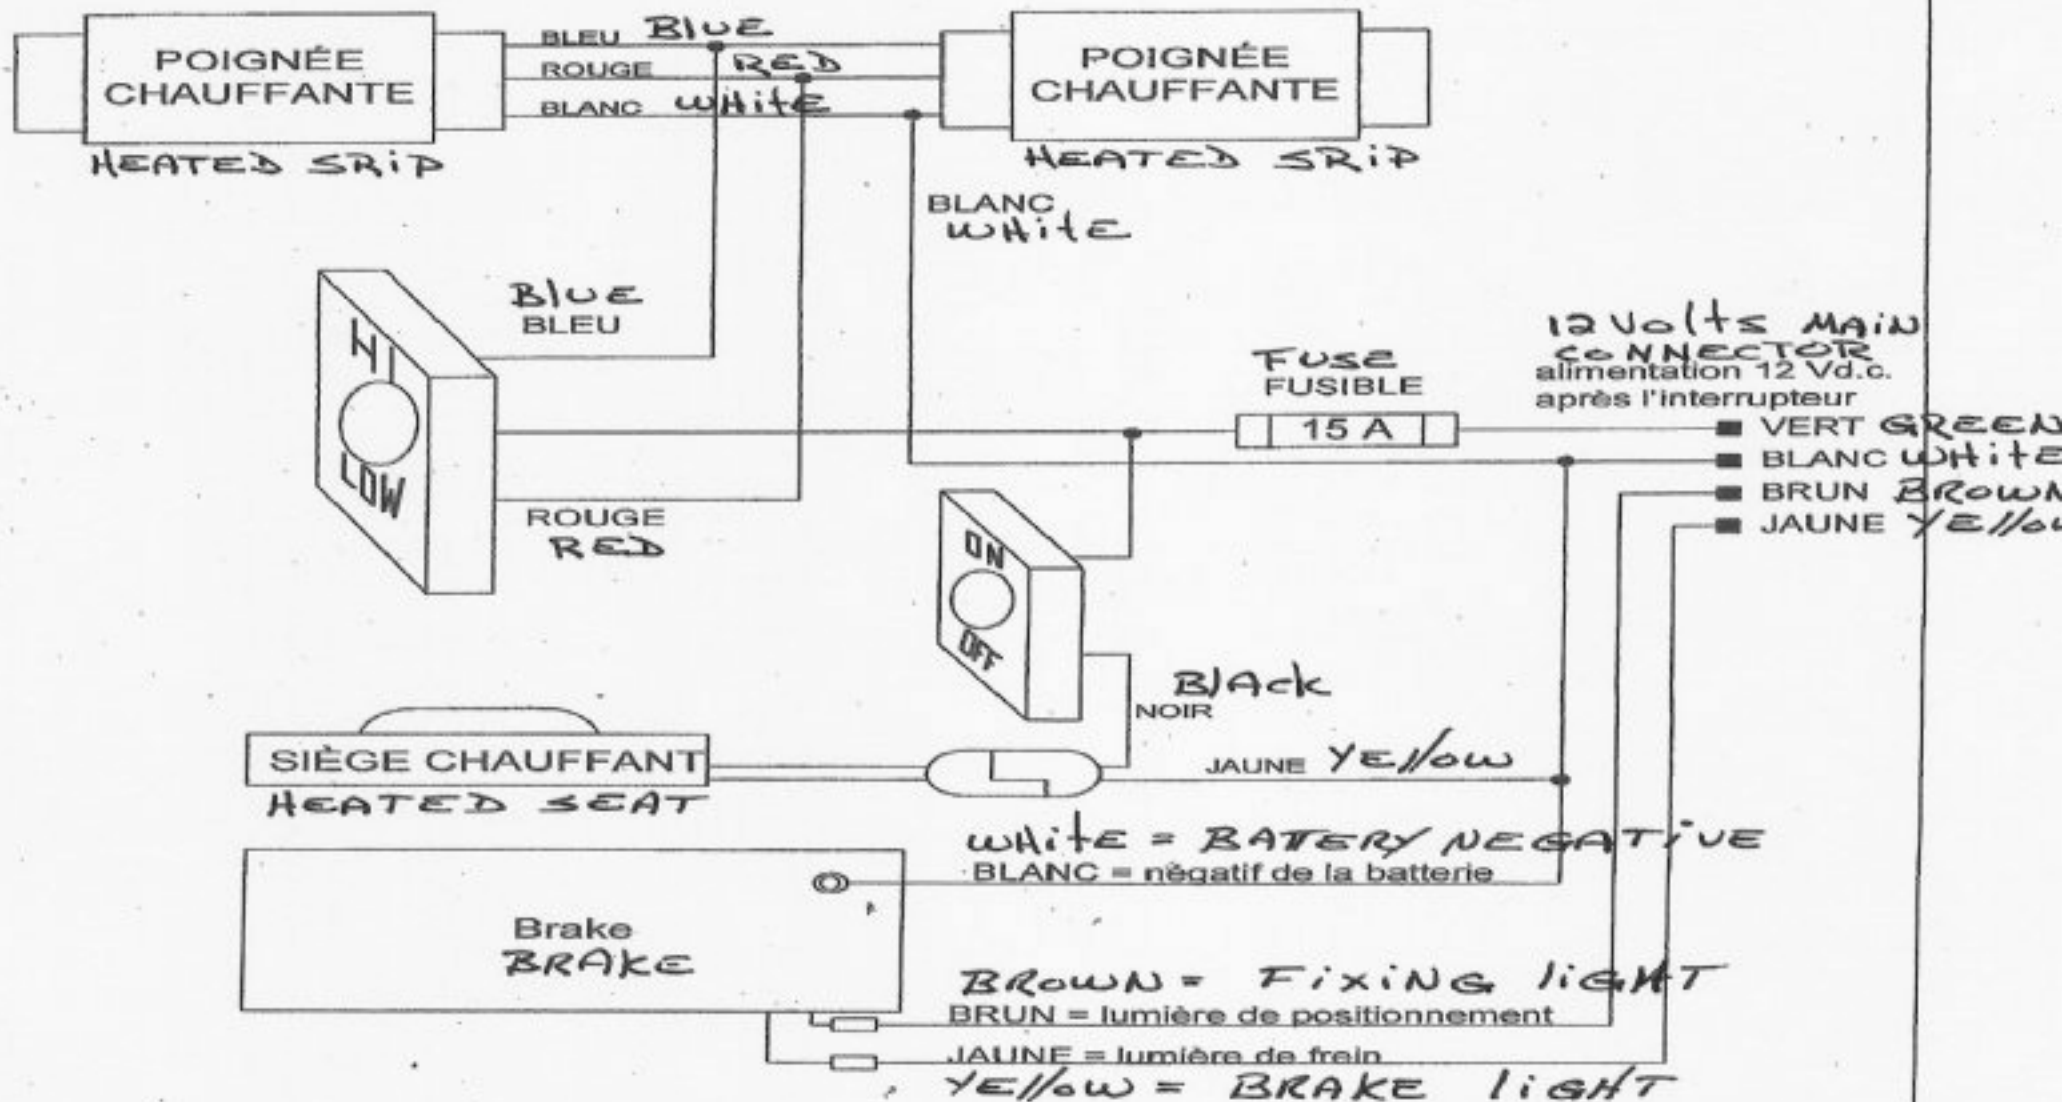 BLEU BlUE
ROUGE RED
BLANC WHitE
POIGNÉE
CHAUFFANTE
HEATED SRiP
POIGNÉE
CHAUFFANTE
HEATED SRiP
BLANC
WHitE
BlUE
BLEU
HI
LOW
ROUGE
RED
FUSE
FUSIBLE
15 A
12 Volts MAiN
CONNECTOR
alimentation 12 Vd.c.
après l'interrupteur
VERT GREEN
BLANC WHitE
BRUN BROWN
JAUNE YEllow
ON
OFF
BlAck
NOIR
SIÈGE CHAUFFANT
HEATED SEAT
JAUNE YEllow
WHitE = BATTERY NEGATiVE
BLANC = négatif de la batterie
Brake
BRAKE
BROWN = FiXiNG liGHT
BRUN = lumière de positionnement
JAUNE = lumière de frein
YEllow = BRAKE liGHT